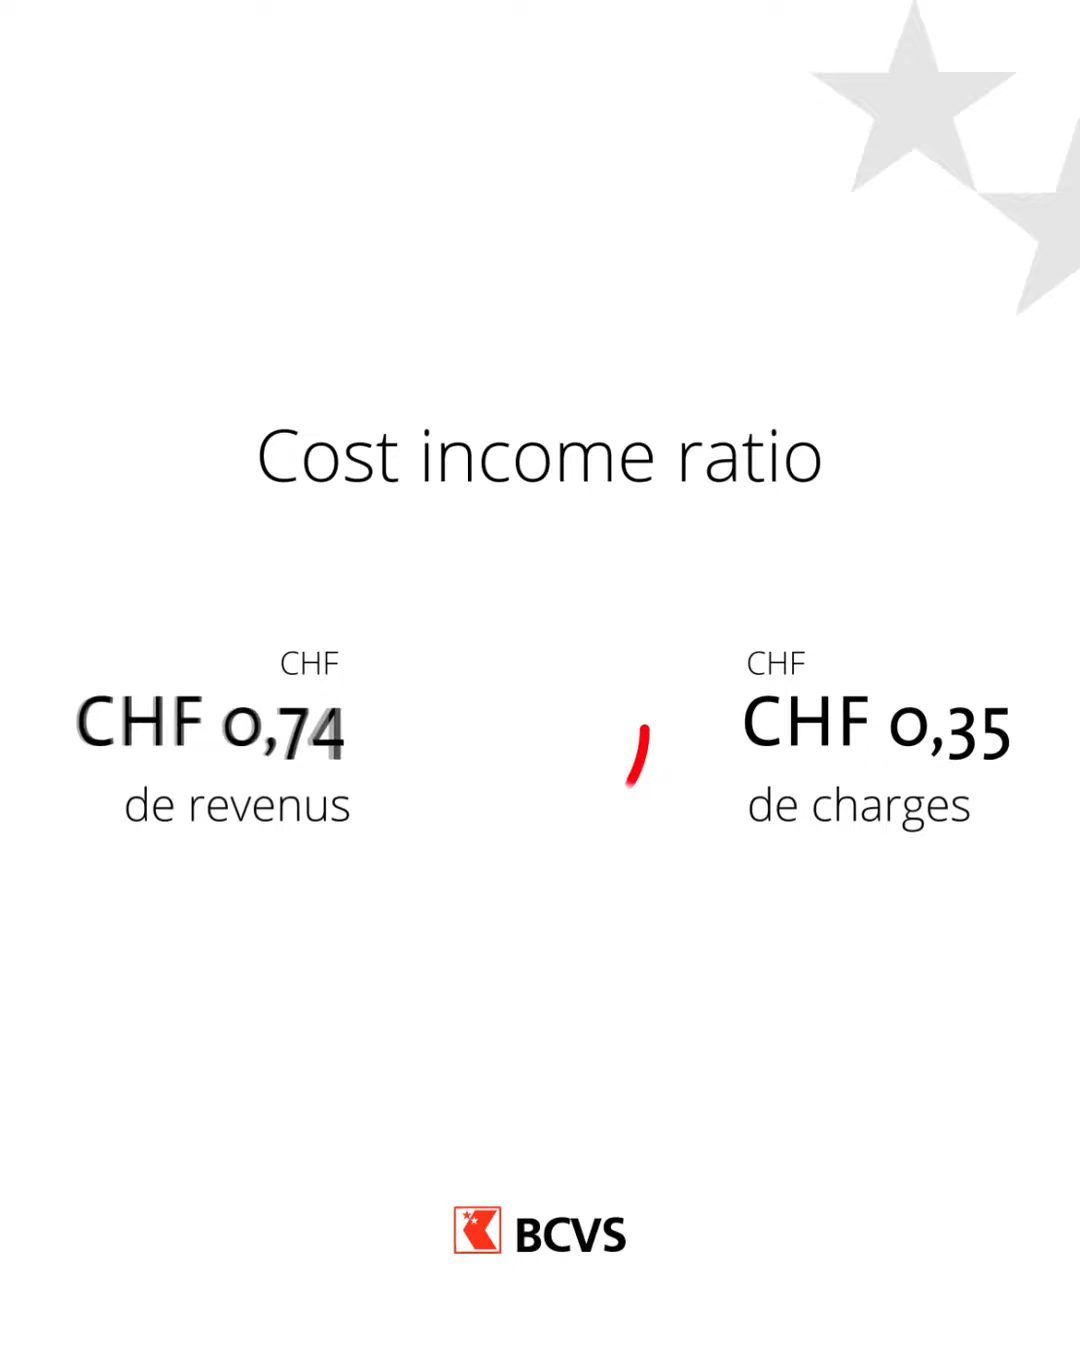 Cost income ratio
CHF
CHF 0,74
de revenus
CHF
CHF 0,35
de charges
BCVS